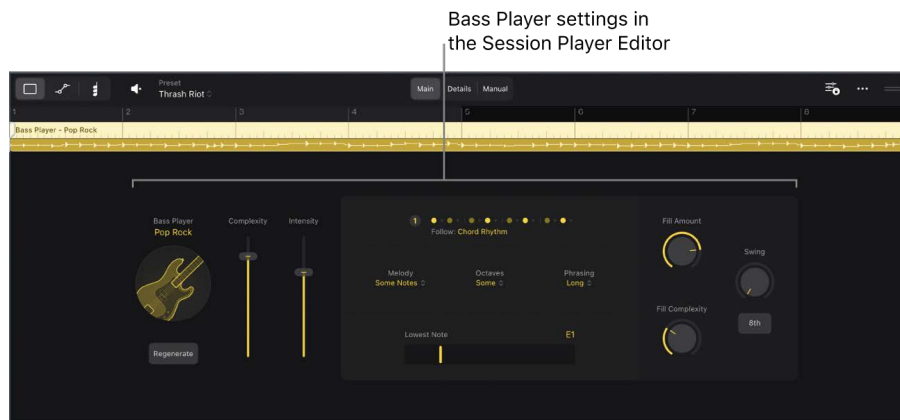 Bass Player settings in
the Session Player Editor
Preset
Thrash Riot
Main
Details
Manual
1
2
3
4
5
6
7
8
Bass Player - Pop Rock
Bass Player
Pop Rock
Complexity
Intensity
Regenerate
1
Follow: Chord Rhythm
Melody
Some Notes
Octaves
Some
Phrasing
Long
Lowest Note
E1
Fill Amount
Fill Complexity
Swing
8th